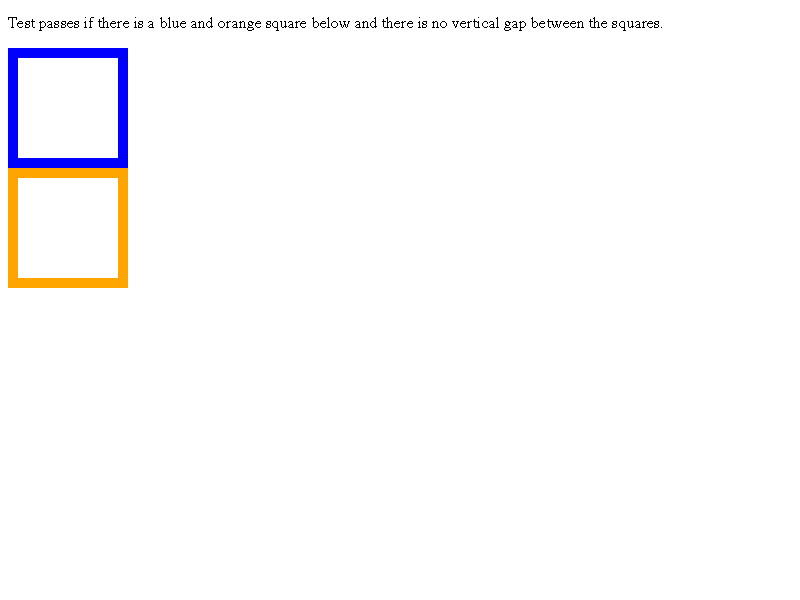 Test passes if there is a blue and orange square below and there is no vertical gap between the squares.